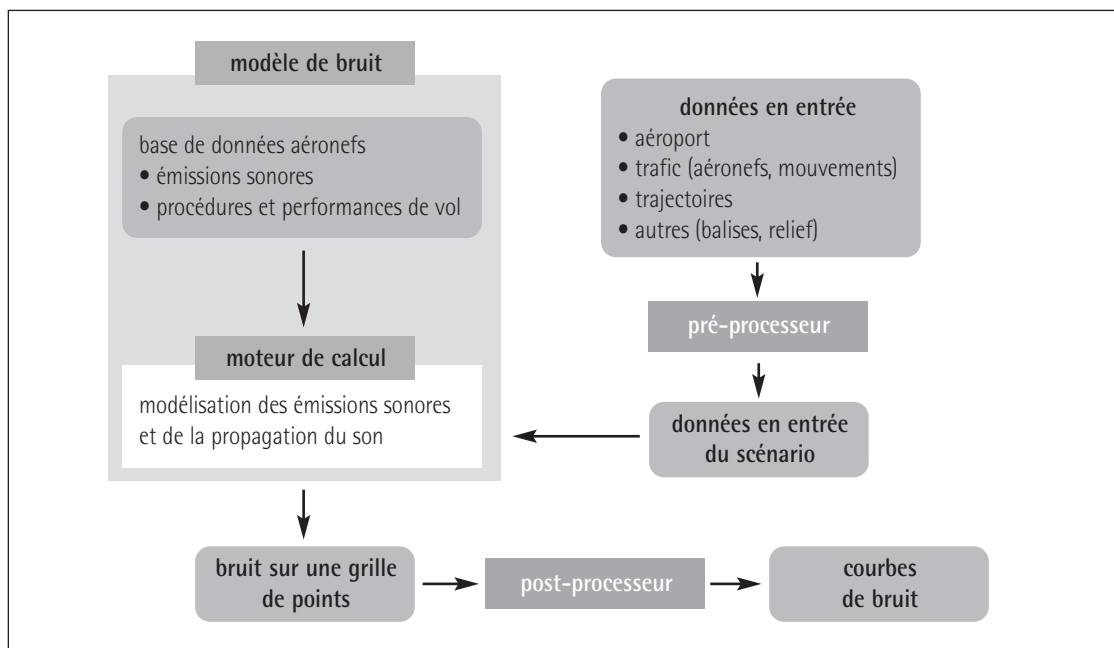 modèle de bruit
base de données aéronefs
• émissions sonores
• procédures et performances de vol
moteur de calcul
modélisation des émissions sonores
et de la propagation du son
données en entrée
• aéroport
• trafic (aéronefs, mouvements)
• trajectoires
• autres (balises, relief)
pré-processeur
données en entrée
du scénario
bruit sur une grille
de points
post-processeur
courbes
de bruit